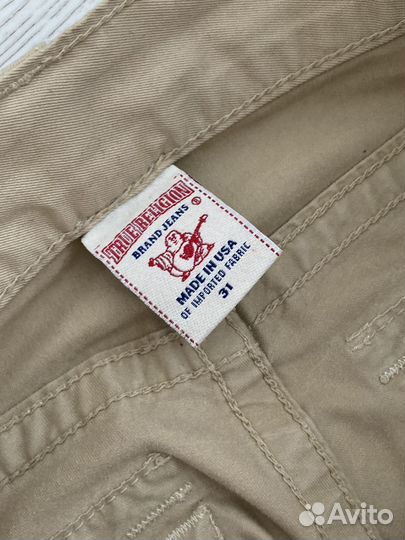 TRUE RELIGION
BRAND JEANS
®
MADE IN USA
OF IMPORTED FABRIC
31
Avito